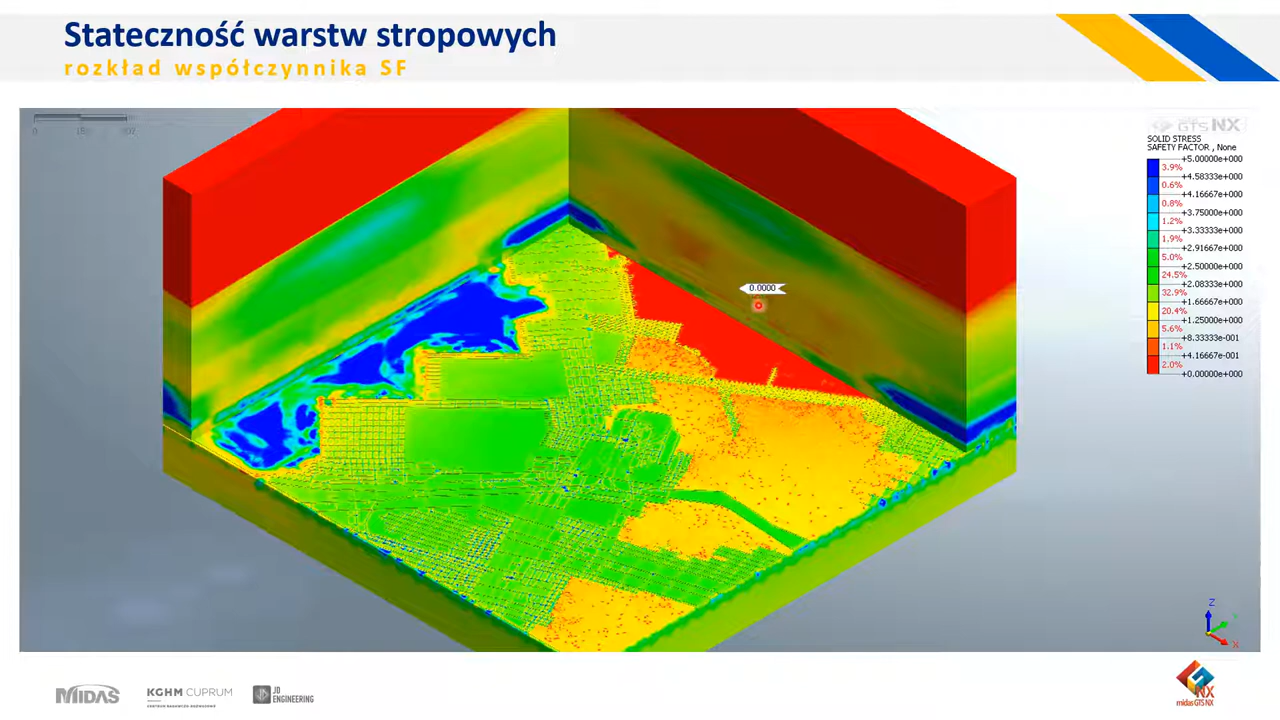 Stateczność warstw stropowych
rozkład współczynnika SF
GTS NX
SOLID STRESS
SAFETY FACTOR , None
+5.00000e+000
3.9%
+4.58333e+000
0.6%
+4.16667e+000
0.8%
+3.75000e+000
1.2%
+3.33333e+000
1.9%
+2.91667e+000
5.0%
+2.50000e+000
24.5%
+2.08333e+000
32.9%
+1.66667e+000
20.4%
+1.25000e+000
5.6%
+8.33333e-001
1.1%
+4.16667e-001
2.0%
+0.00000e+000
0.0000
Z
X
MIDAS
KGHM CUPRUM
JD
ENGINEERING
NX
midas GTS NX